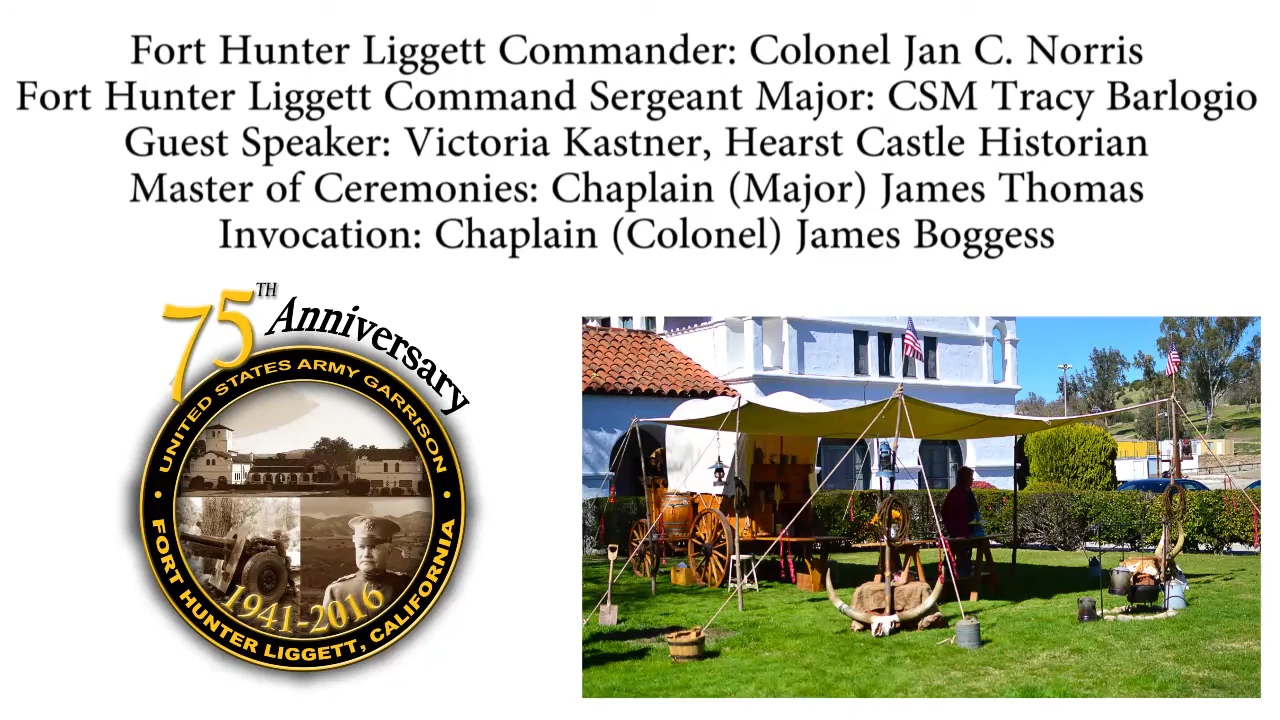 Fort Hunter Liggett Commander: Colonel Jan C. Norris
Fort Hunter Liggett Command Sergeant Major: CSM Tracy Barlogio
Guest Speaker: Victoria Kastner, Hearst Castle Historian
Master of Ceremonies: Chaplain (Major) James Thomas
Invocation: Chaplain (Colonel) James Boggess
75TH Anniversary
UNITED STATES ARMY GARRISON
1941-2016
FORT HUNTER LIGGETT, CALIFORNIA